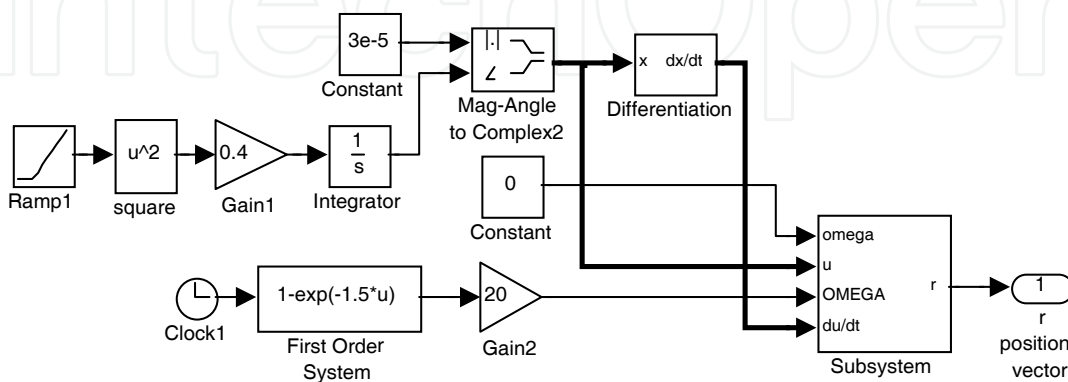 3e-5
Constant
|·|
∠
Mag-Angle
to Complex2
x dx/dt
Differentiation
Ramp1
u^2
square
0.4
Gain1
1
s
Integrator
0
Constant
Clock1
1-exp(-1.5*u)
First Order
System
20
Gain2
omega
u
OMEGA
du/dt
r
Subsystem
1
r
position
vector